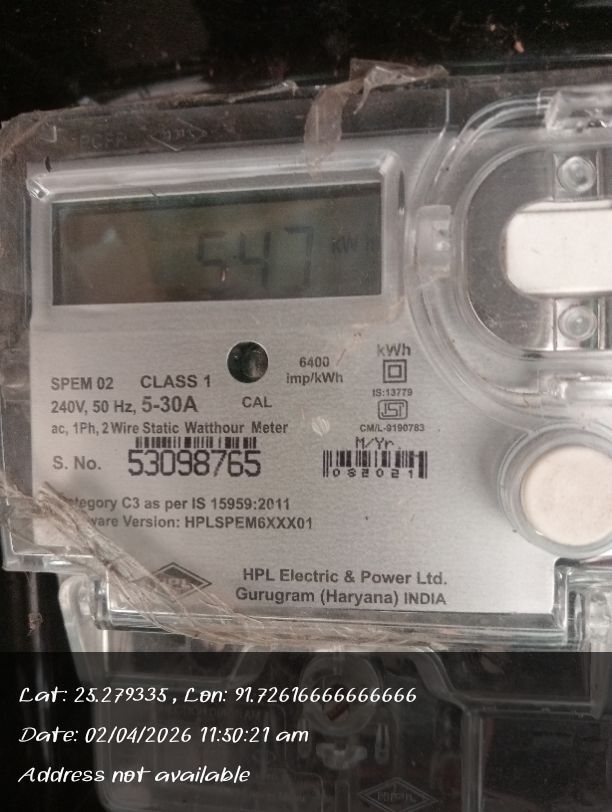 547 kWh
SPEM 02 CLASS 1
6400
imp/kWh
kWh
IS:13779
240V, 50 Hz, 5-30A
CAL
CM/L-9190783
ac, 1Ph, 2 Wire Static Watthour Meter
M/Yr.
S. No. 53098765
082021
Category C3 as per IS 15959:2011
ware Version: HPLSPEM6XXX01
HPL
HPL Electric & Power Ltd.
Gurugram (Haryana) INDIA
Lat: 25.279335 , Lon: 91.72616666666666
Date: 02/04/2026 11:50:21 am
Address not available